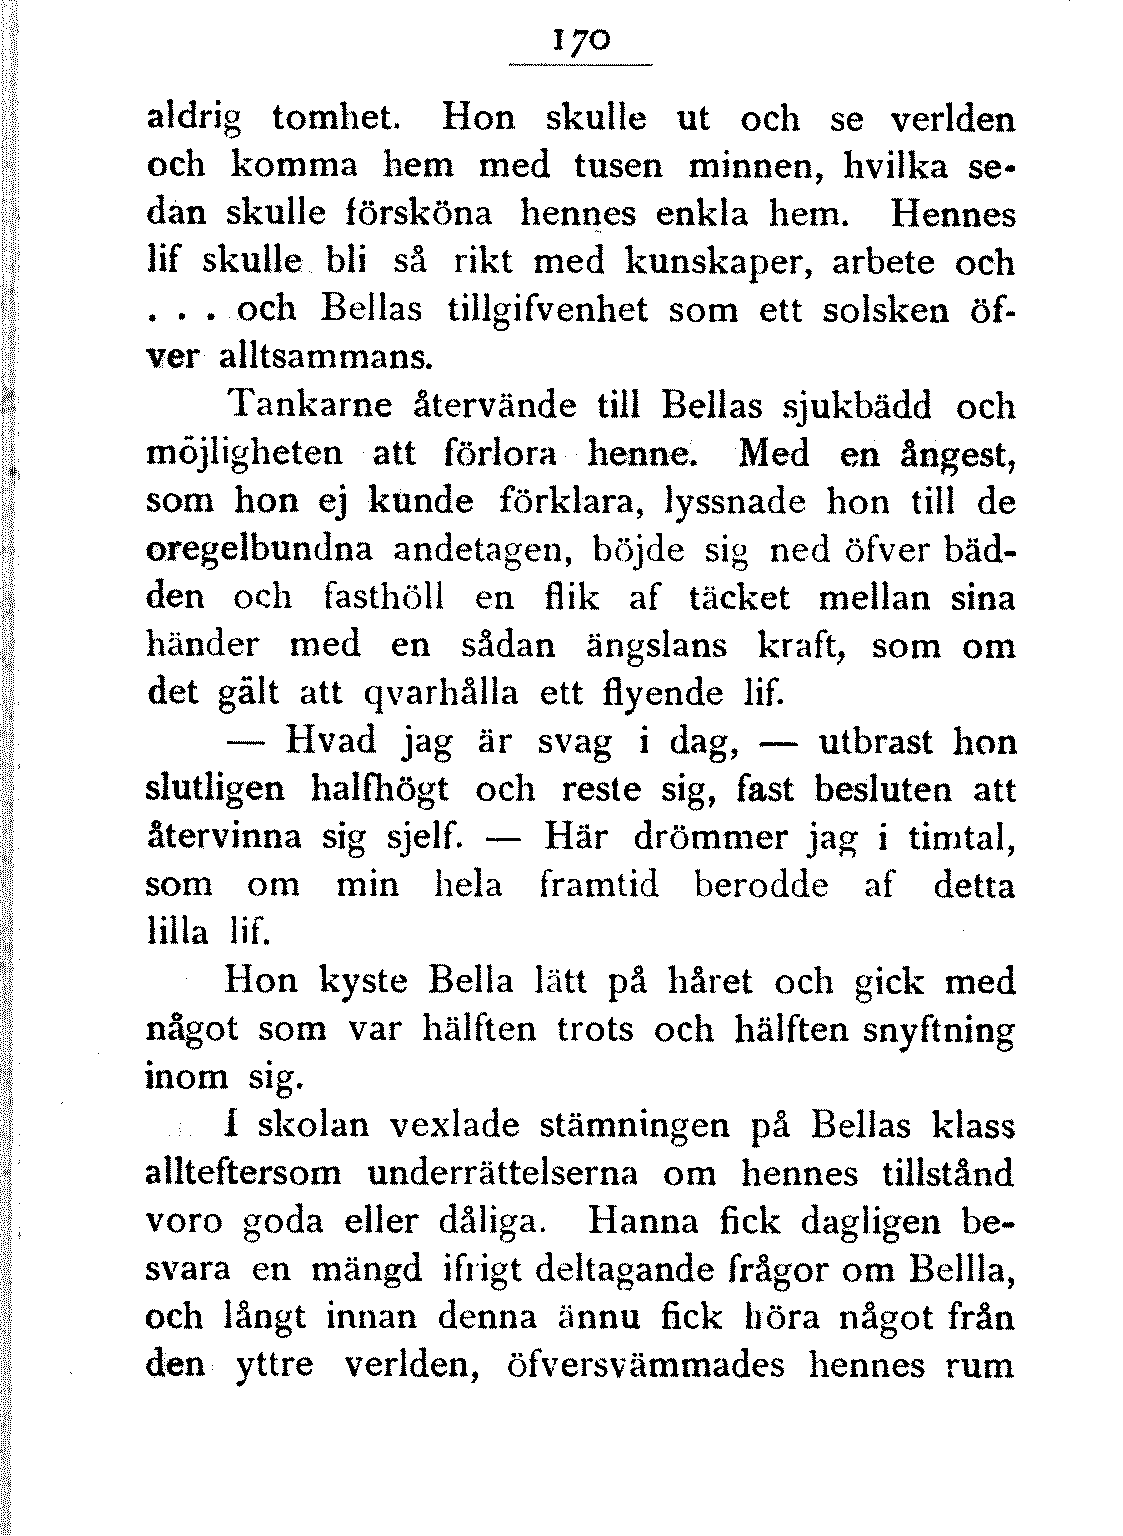 170
aldrig tomhet. Hon skulle ut och se verlden
och komma hem med tusen minnen, hvilka se-
dan skulle försköna hennes enkla hem. Hennes
lif skulle bli så rikt med kunskaper, arbete och
. . . och Bellas tillgifvenhet som ett solsken öf-
ver alltsammans.
Tankarne återvände till Bellas sjukbädd och
möjligheten att förlora henne. Med en ångest,
som hon ej kunde förklara, lyssnade hon till de
oregelbundna andetagen, böjde sig ned öfver bäd-
den och fasthöll en flik af täcket mellan sina
händer med en sådan ängslans kraft, som om
det gält att qvarhålla ett flyende lif.
— Hvad jag är svag i dag, — utbrast hon
slutligen halfhögt och reste sig, fast besluten att
återvinna sig sjelf. — Här drömmer jag i timtal,
som om min hela framtid berodde af detta
lilla lif.
Hon kyste Bella lätt på håret och gick med
något som var hälften trots och hälften snyftning
inom sig.
I skolan vexlade stämningen på Bellas klass
allteftersom underrättelserna om hennes tillstånd
voro goda eller dåliga. Hanna fick dagligen be-
svara en mängd ifrigt deltagande frågor om Bellla,
och långt innan denna ännu fick höra något från
den yttre verlden, öfversvämmades hennes rum